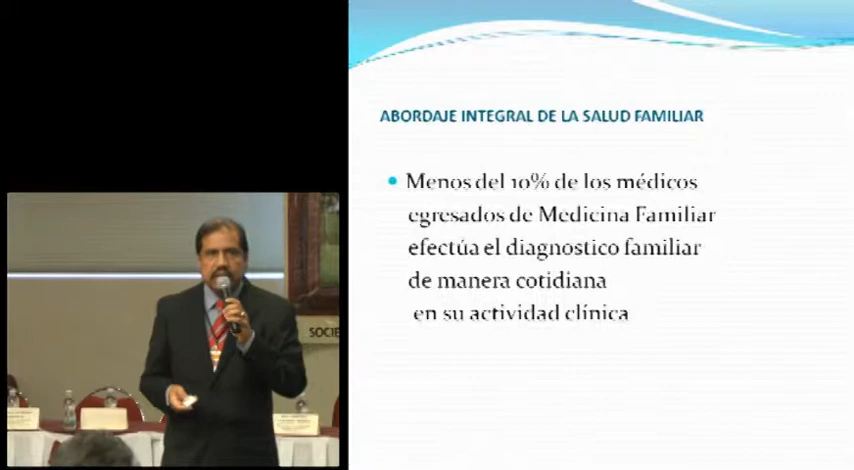 ABORDAJE INTEGRAL DE LA SALUD FAMILIAR
• Menos del 10% de los médicos
egresados de Medicina Familiar
efectúa el diagnostico familiar
de manera cotidiana
en su actividad clínica
SOCIE